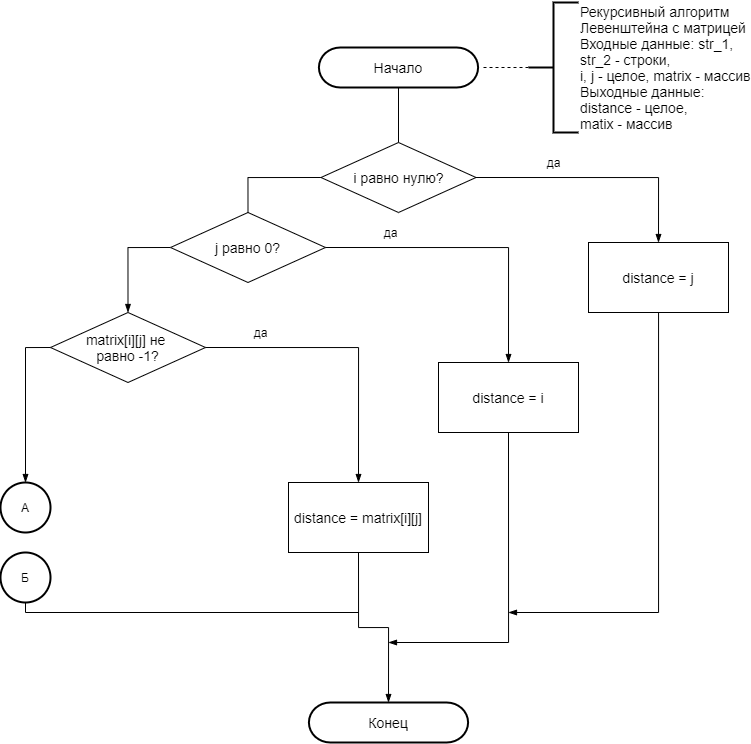 Рекурсивный алгоритм
Левенштейна с матрицей
Входные данные: str_1,
str_2 - строки,
i, j - целое, matrix - массив
Выходные данные:
distance - целое,
matix - массив
Начало
i равно нулю?
да
j равно 0?
да
distance = j
matrix[i][j] не
равно -1?
да
distance = i
А
distance = matrix[i][j]
Б
Конец